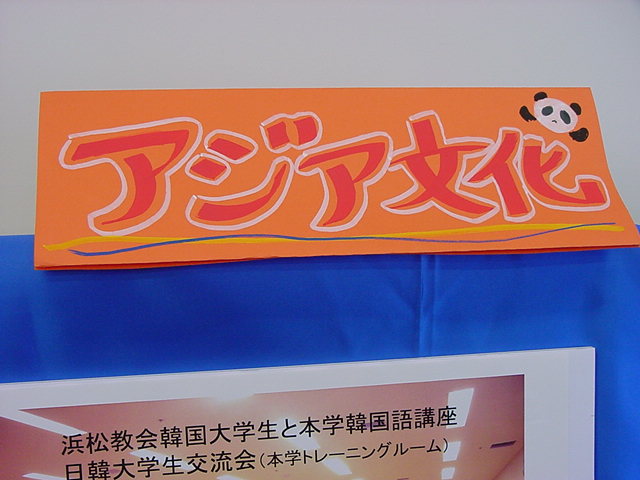 アジア文化
浜松教会韓国大学生と本学韓国語講座
日韓大学生交流会(本学トレーニングルーム)